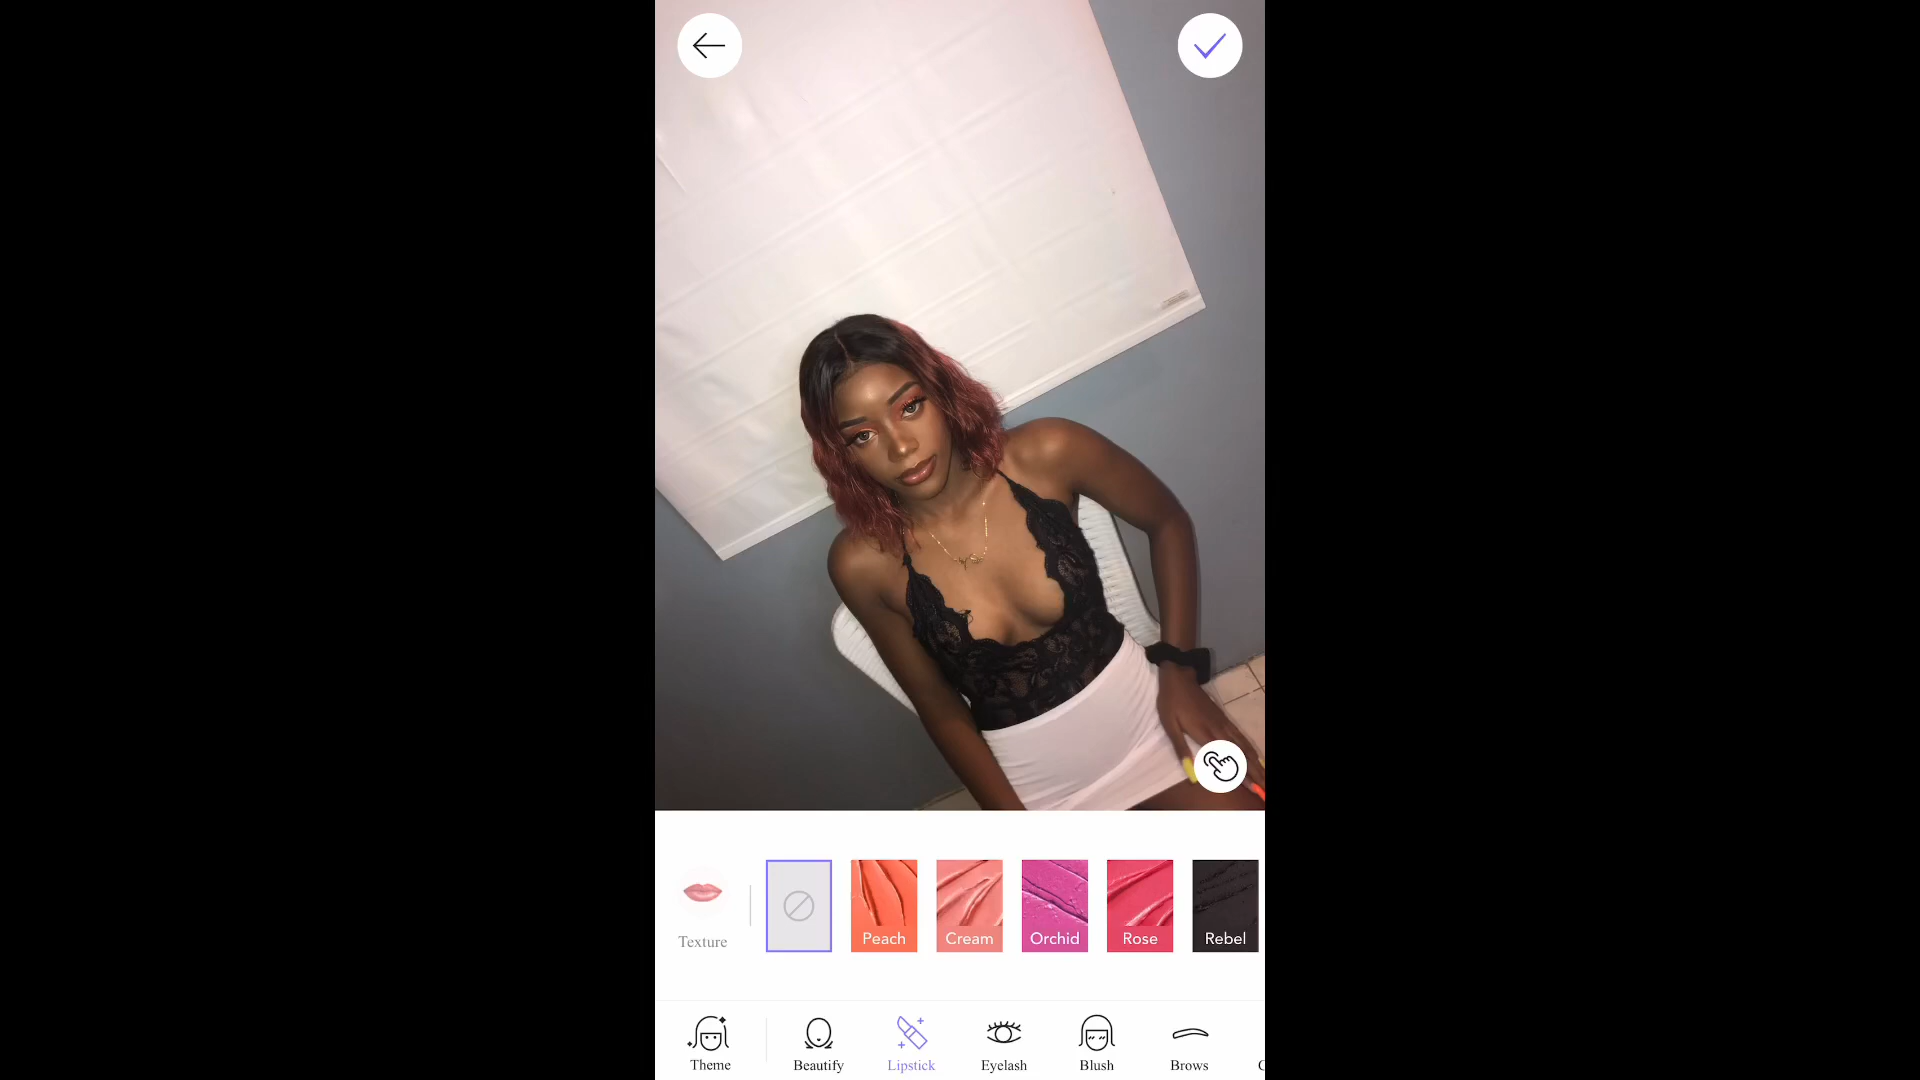 Texture
Peach
Cream
Orchid
Rose
Rebel
Theme
Beautify
Lipstick
Eyelash
Blush
Brows